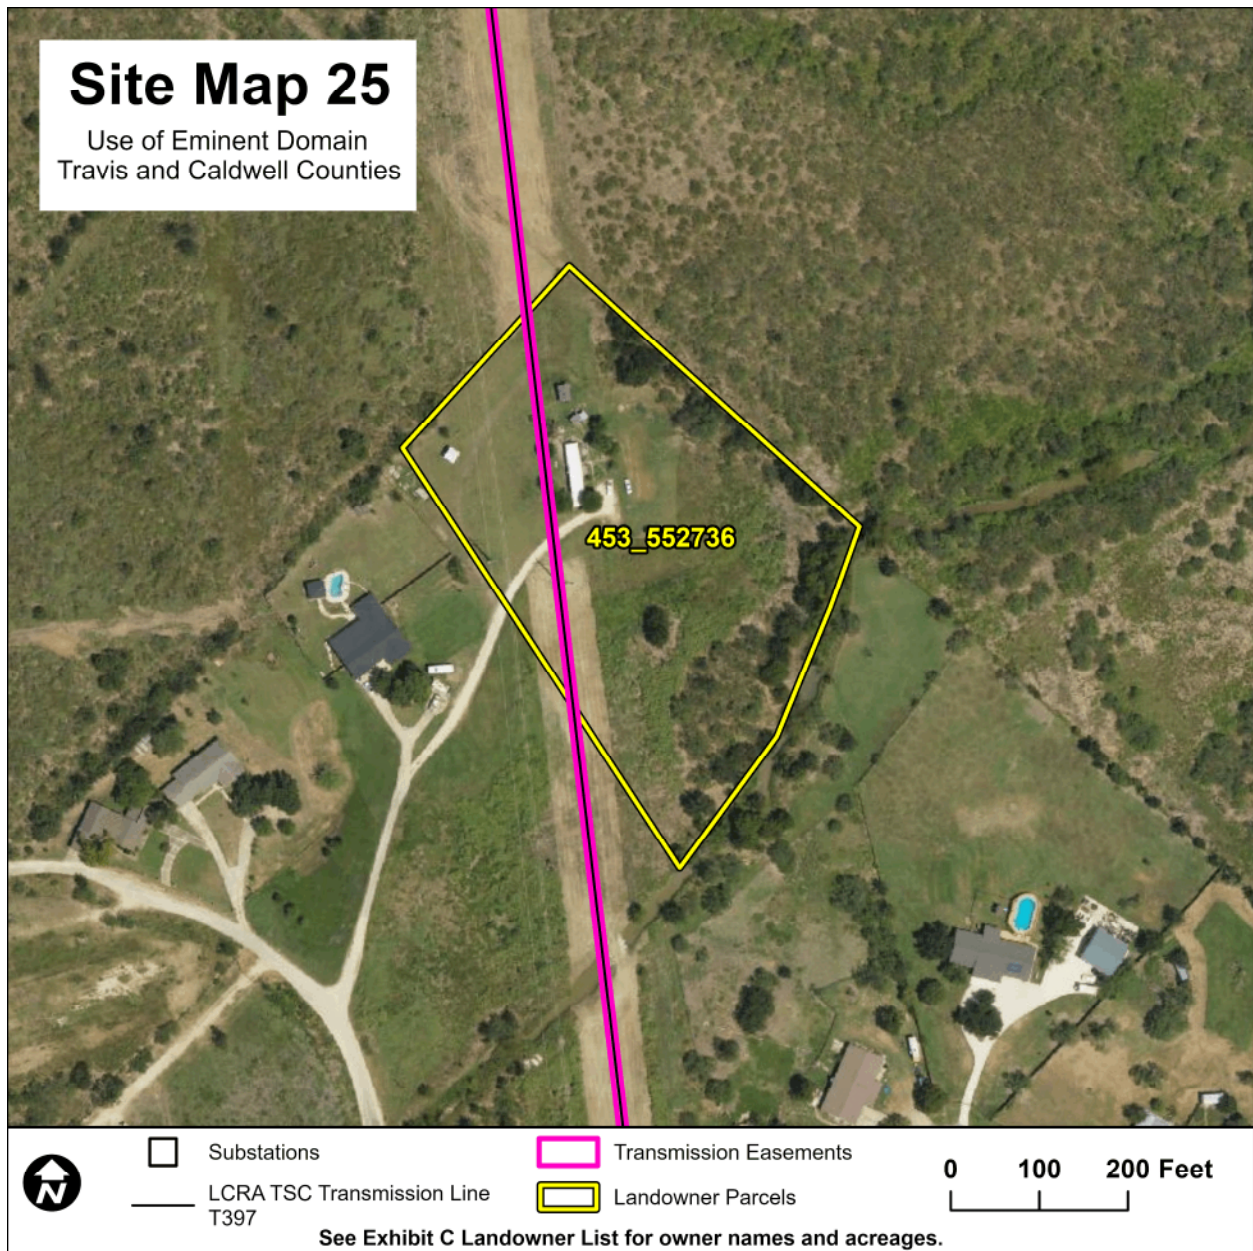 Site Map 25
Use of Eminent Domain
Travis and Caldwell Counties
453_552736
N
Substations
LCRA TSC Transmission Line
T397
Transmission Easements
Landowner Parcels
0 100 200 Feet
See Exhibit C Landowner List for owner names and acreages.